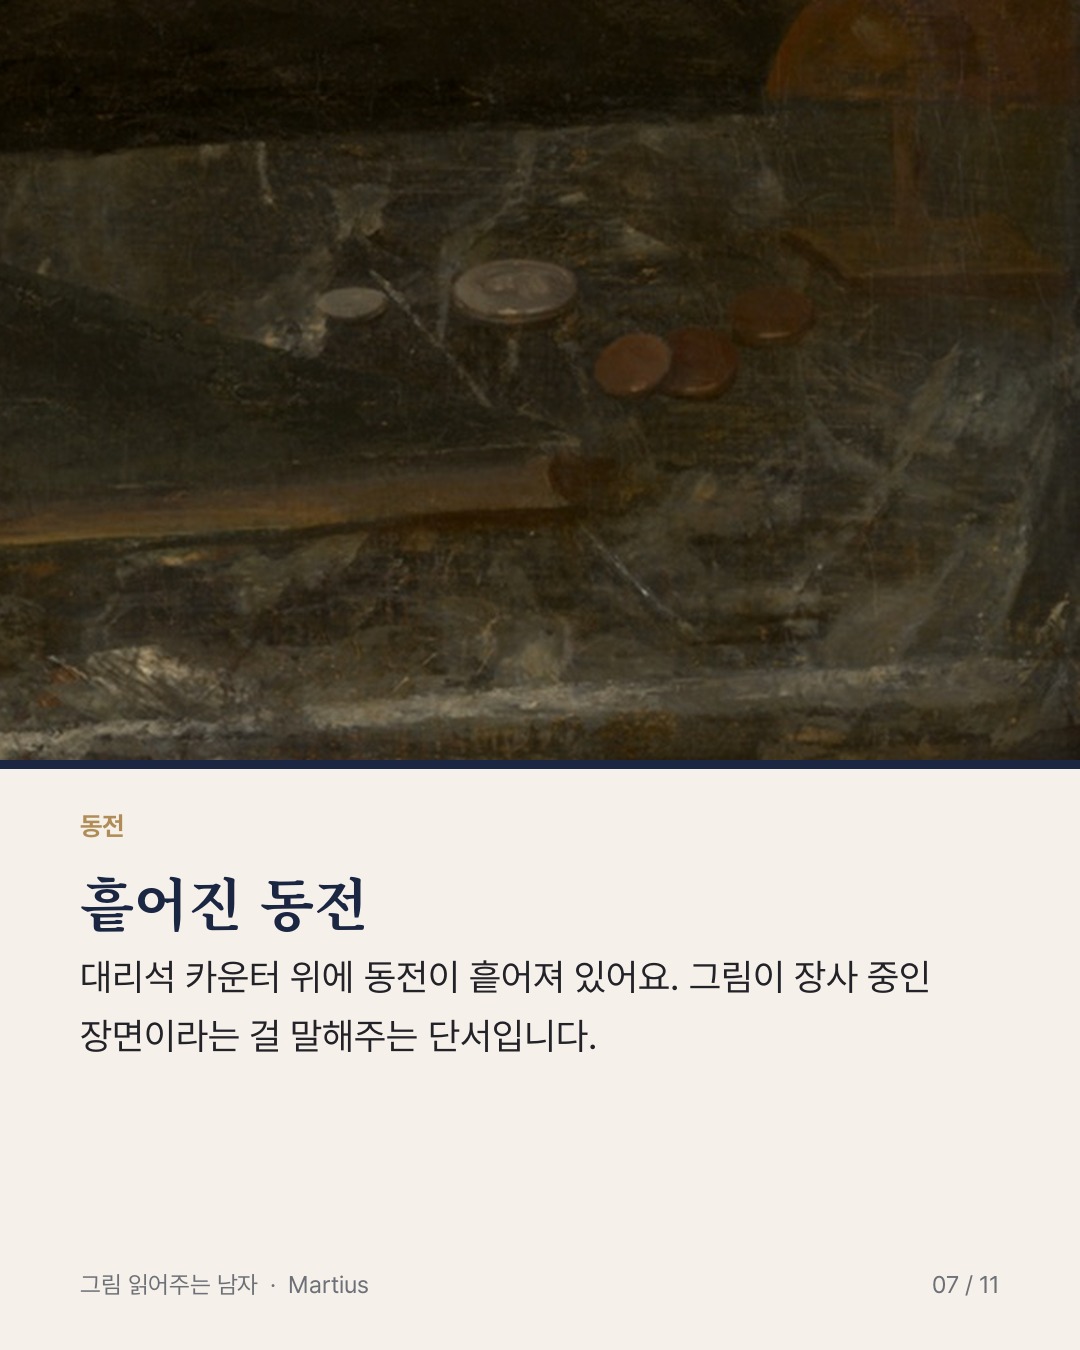 동전
흩어진 동전
대리석 카운터 위에 동전이 흩어져 있어요. 그림이 장사 중인
장면이라는 걸 말해주는 단서입니다.
그림 읽어주는 남자 · Martius
07 / 11